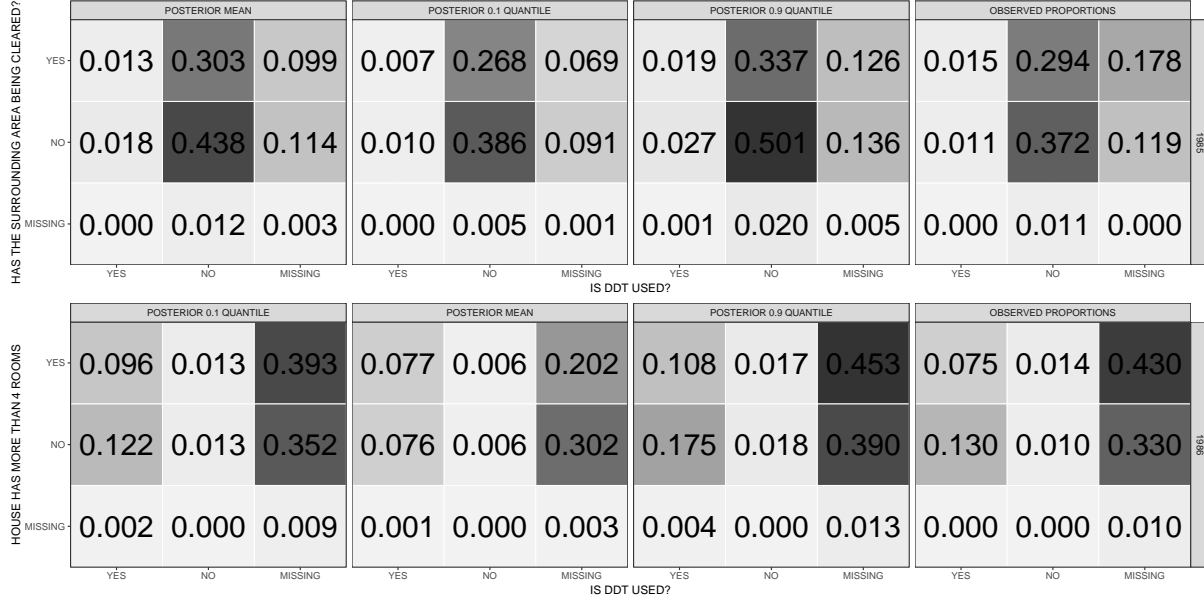 POSTERIOR MEAN POSTERIOR 0.1 QUANTILE POSTERIOR 0.9 QUANTILE OBSERVED PROPORTIONS
HAS THE SURROUNDING AREA BEING CLEARED?
YES 0.013 0.303 0.099 0.007 0.268 0.069 0.019 0.337 0.126 0.015 0.294 0.178
NO 0.018 0.438 0.114 0.010 0.386 0.091 0.027 0.501 0.136 0.011 0.372 0.119
1985
MISSING 0.000 0.012 0.003 0.000 0.005 0.001 0.001 0.020 0.005 0.000 0.011 0.000
YES NO MISSING YES NO MISSING YES NO MISSING YES NO MISSING
IS DDT USED?
POSTERIOR 0.1 QUANTILE POSTERIOR MEAN POSTERIOR 0.9 QUANTILE OBSERVED PROPORTIONS
HOUSE HAS MORE THAN 4 ROOMS
YES 0.096 0.013 0.393 0.077 0.006 0.202 0.108 0.017 0.453 0.075 0.014 0.430
NO 0.122 0.013 0.352 0.076 0.006 0.302 0.175 0.018 0.390 0.130 0.010 0.330
1986
MISSING 0.002 0.000 0.009 0.001 0.000 0.003 0.004 0.000 0.013 0.000 0.000 0.010
YES NO MISSING YES NO MISSING YES NO MISSING YES NO MISSING
IS DDT USED?